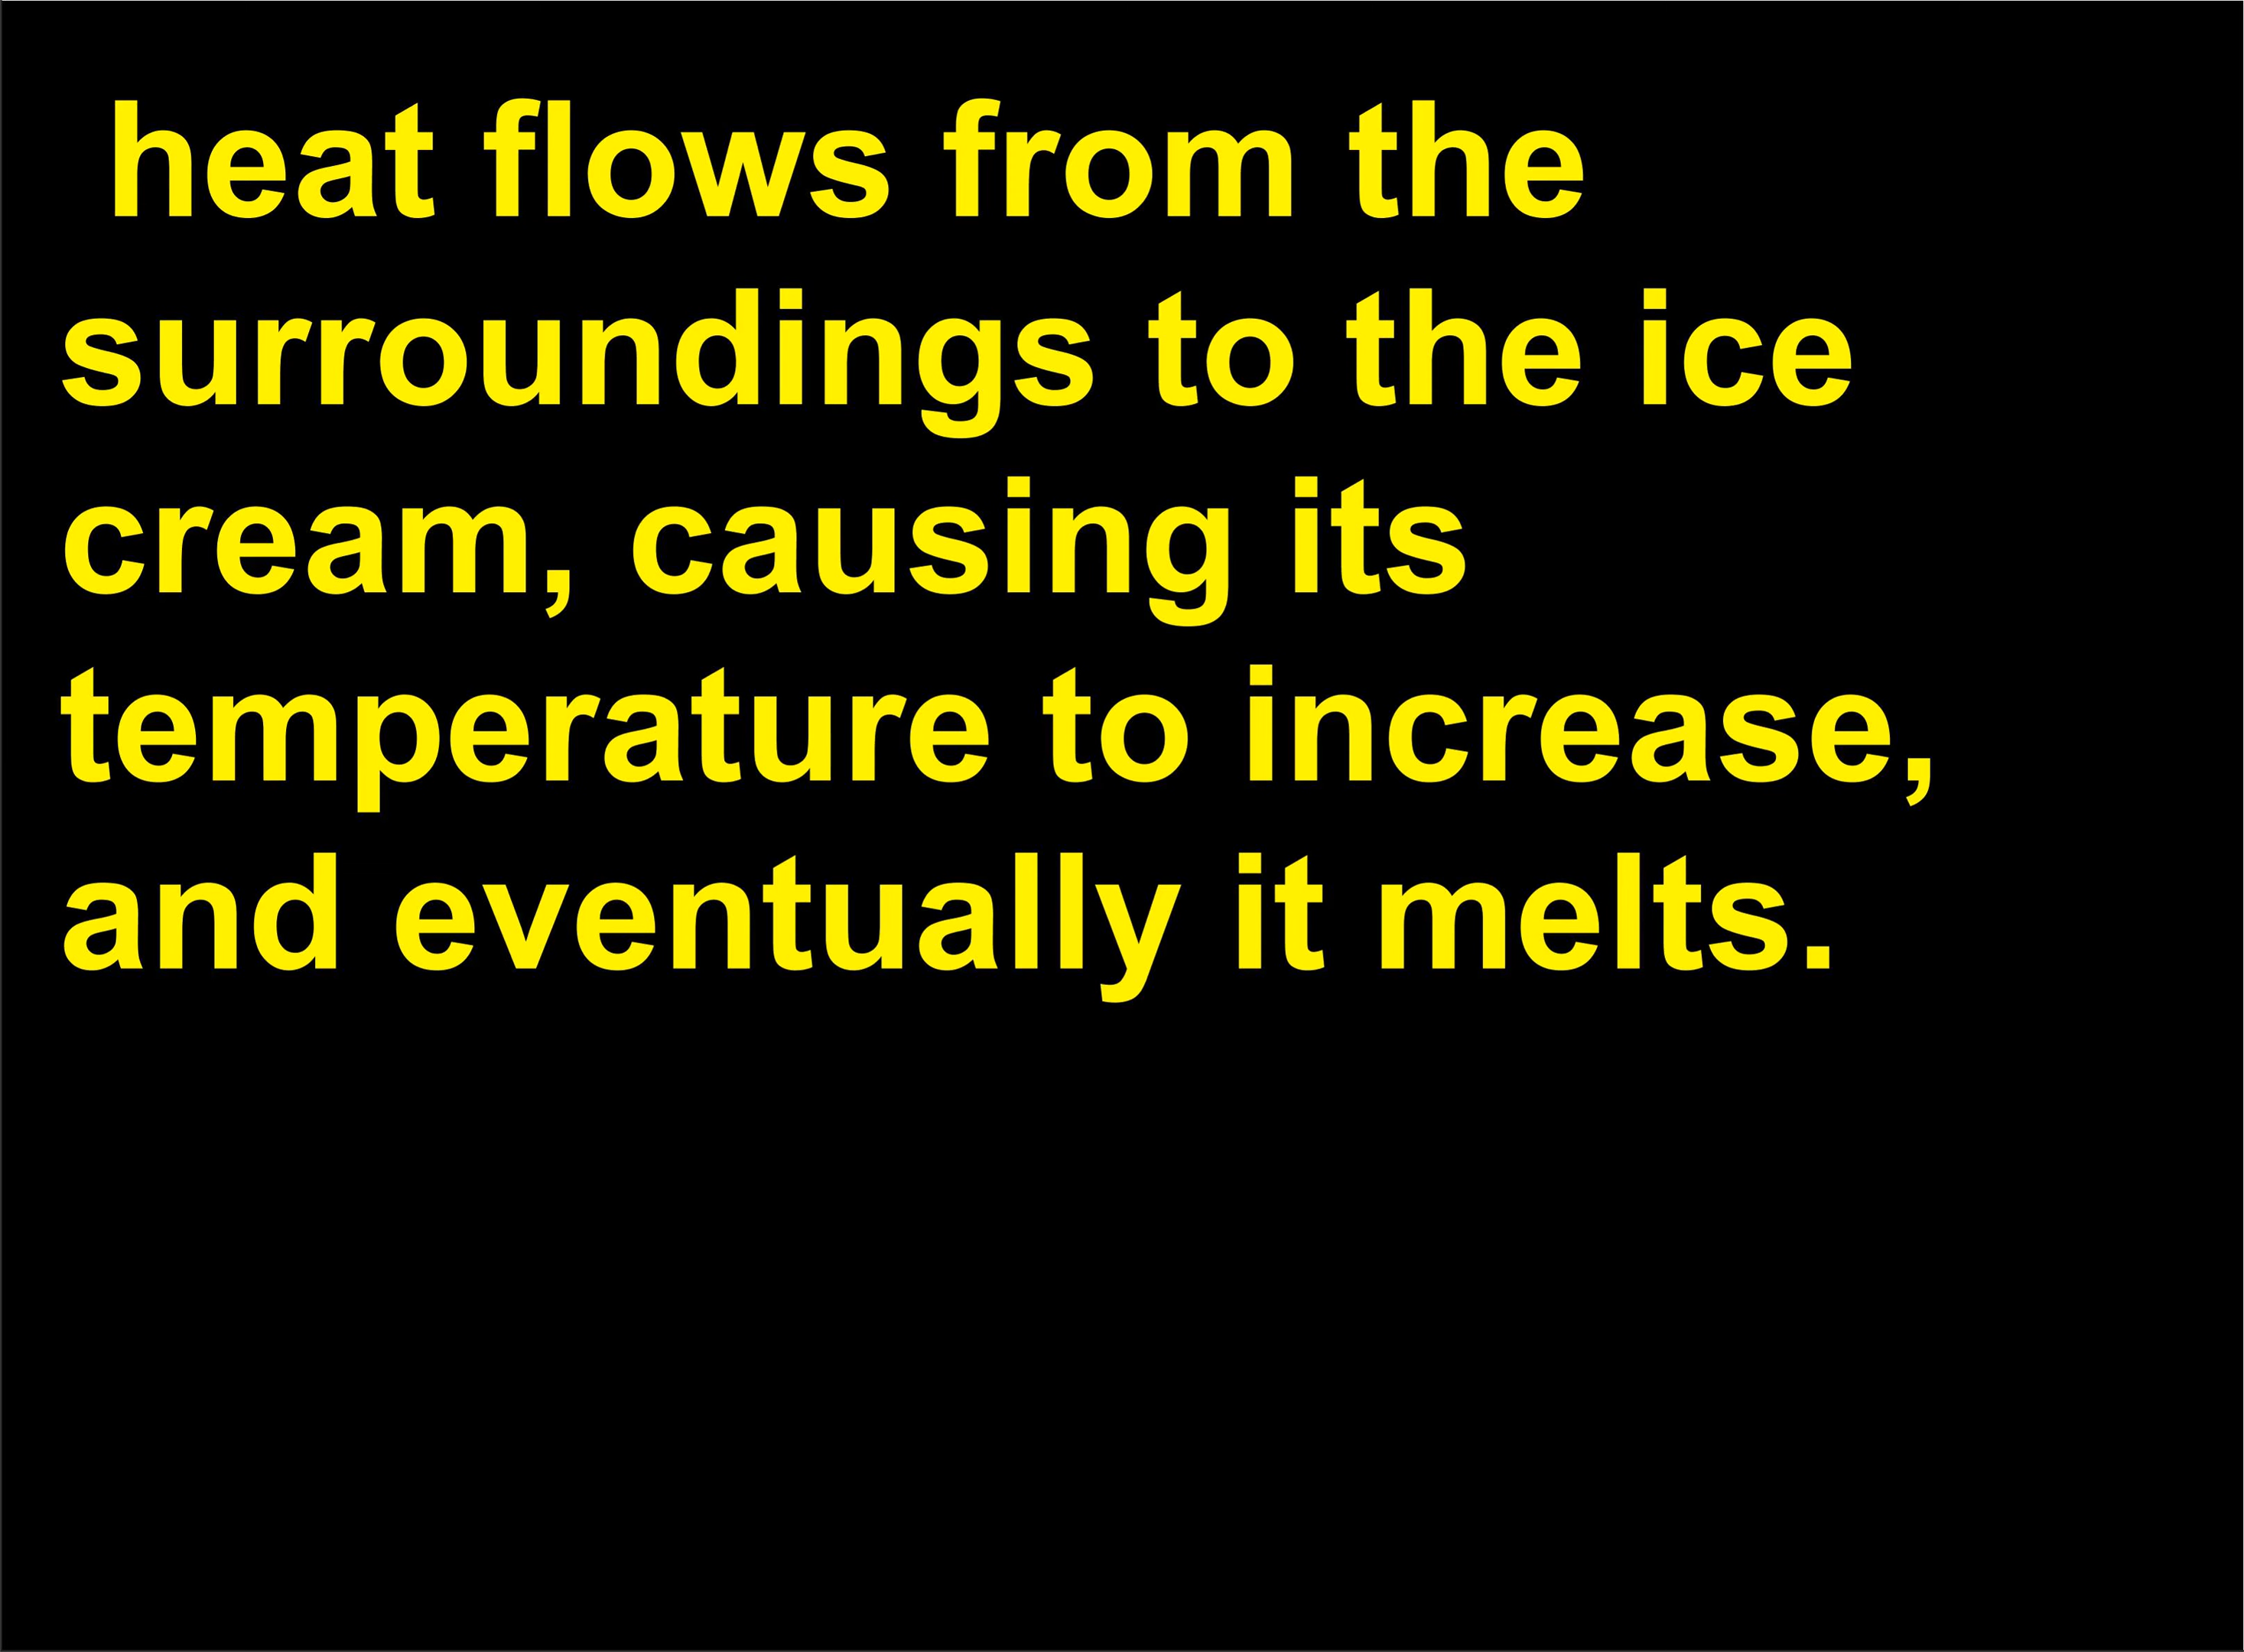 heat flows from the
surroundings to the ice
cream, causing its
temperature to increase,
and eventually it melts.